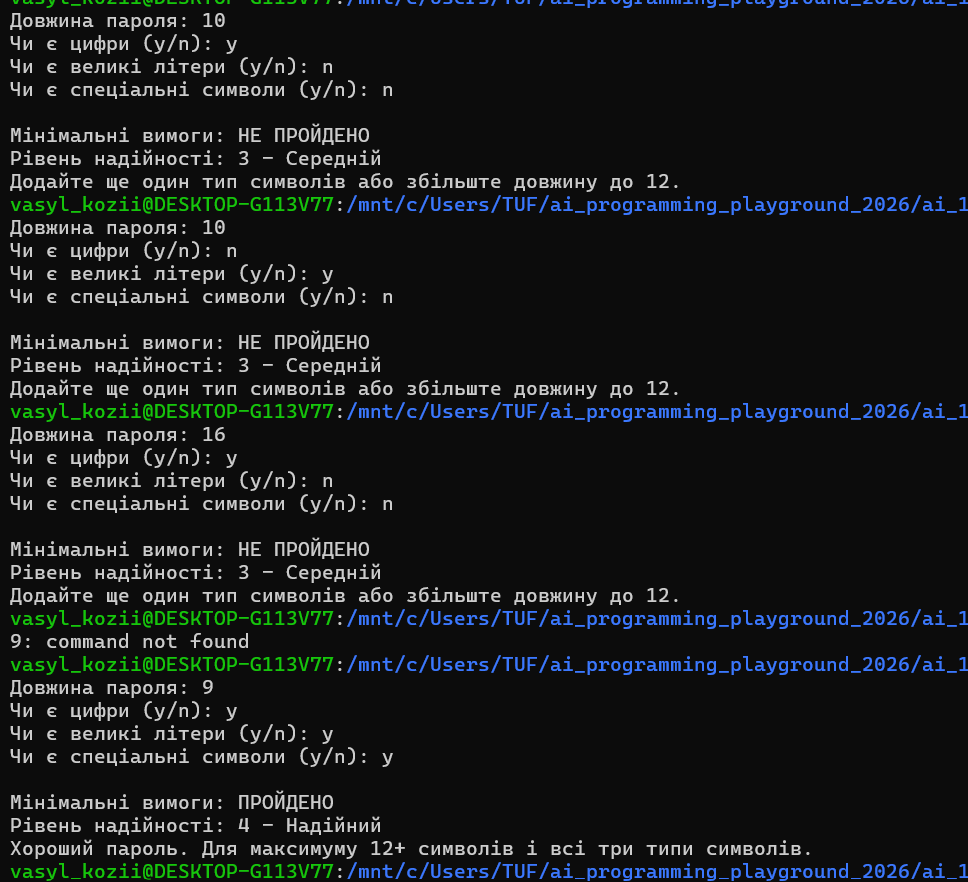 vasyl_kozii@DESKTOP-G113V77:/mnt/c/Users/TUF/ai_programming_playground_2026/ai_1
Довжина пароля: 10
Чи є цифри (y/n): y
Чи є великі літери (y/n): n
Чи є спеціальні символи (y/n): n
Мінімальні вимоги: НЕ ПРОЙДЕНО
Рівень надійності: 3 – Середній
Додайте ще один тип символів або збільште довжину до 12.
vasyl_kozii@DESKTOP-G113V77:/mnt/c/Users/TUF/ai_programming_playground_2026/ai_1
Довжина пароля: 10
Чи є цифри (y/n): n
Чи є великі літери (y/n): y
Чи є спеціальні символи (y/n): n
Мінімальні вимоги: НЕ ПРОЙДЕНО
Рівень надійності: 3 – Середній
Додайте ще один тип символів або збільште довжину до 12.
vasyl_kozii@DESKTOP-G113V77:/mnt/c/Users/TUF/ai_programming_playground_2026/ai_1
Довжина пароля: 16
Чи є цифри (y/n): y
Чи є великі літери (y/n): n
Чи є спеціальні символи (y/n): n
Мінімальні вимоги: НЕ ПРОЙДЕНО
Рівень надійності: 3 – Середній
Додайте ще один тип символів або збільште довжину до 12.
vasyl_kozii@DESKTOP-G113V77:/mnt/c/Users/TUF/ai_programming_playground_2026/ai_1
9: command not found
vasyl_kozii@DESKTOP-G113V77:/mnt/c/Users/TUF/ai_programming_playground_2026/ai_1
Довжина пароля: 9
Чи є цифри (y/n): y
Чи є великі літери (y/n): y
Чи є спеціальні символи (y/n): y
Мінімальні вимоги: ПРОЙДЕНО
Рівень надійності: 4 – Надійний
Хороший пароль. Для максимуму 12+ символів і всі три типи символів.
vasyl_kozii@DESKTOP-G113V77:/mnt/c/Users/TUF/ai_programming_playground_2026/ai_1